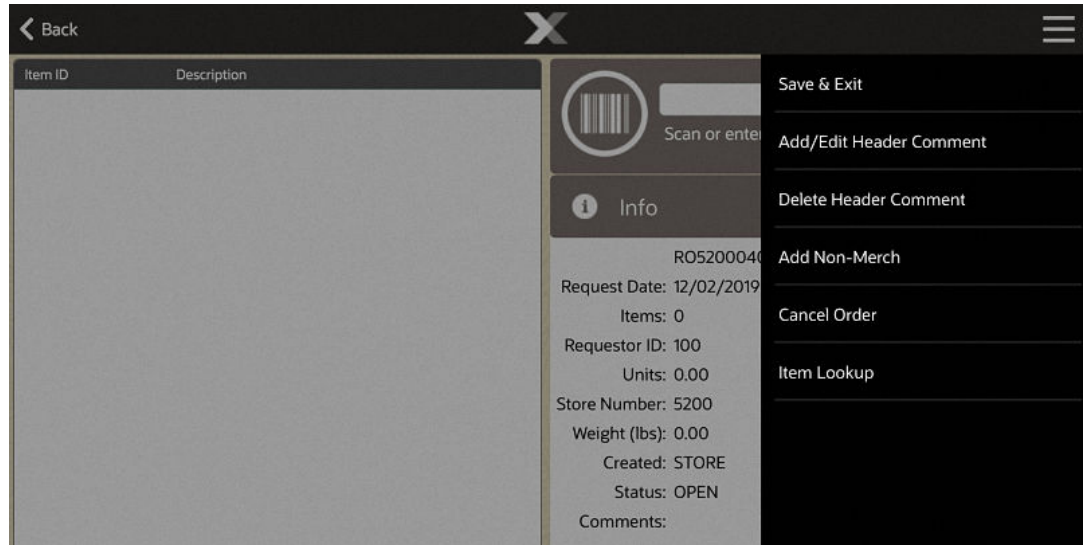 Back
Item ID Description
Scan or enter
Info
RO5200040
Request Date: 12/02/2019
Items: 0
Requestor ID: 100
Units: 0.00
Store Number: 5200
Weight (lbs): 0.00
Created: STORE
Status: OPEN
Comments:
Save & Exit
Add/Edit Header Comment
Delete Header Comment
Add Non-Merch
Cancel Order
Item Lookup